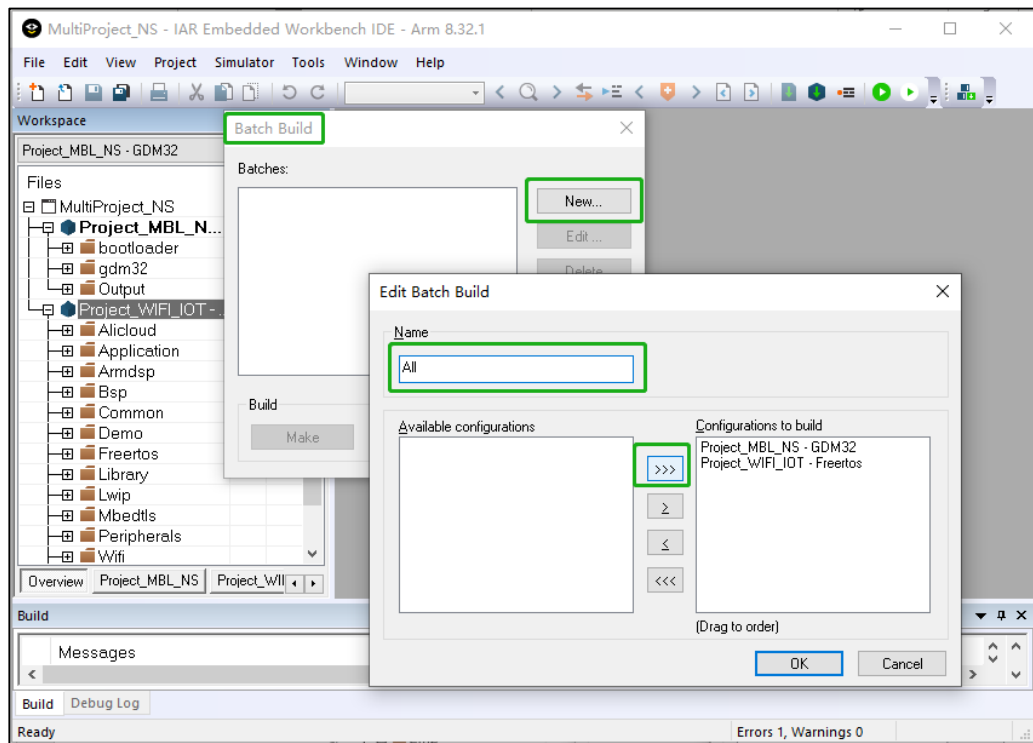 MultiProject_NS - IAR Embedded Workbench IDE - Arm 8.32.1
File Edit View Project Simulator Tools Window Help
Workspace
Project_MBL_NS - GDM32
Files
MultiProject_NS
Project_MBL_N...
bootloader
gdm32
Output
Project_WIFI_IOT - ...
Alicloud
Application
Armdsp
Bsp
Common
Demo
Freertos
Library
Lwip
Mbedtls
Peripherals
Wifi
Overview Project_MBL_NS Project_WII
Batch Build
Batches:
New...
Edit ...
Delete
Build
Make
Edit Batch Build
Name
All
Available configurations
>>>
>
<
<<<
Configurations to build
Project_MBL_NS - GDM32
Project_WIFI_IOT - Freertos
(Drag to order)
OK Cancel
Build
Messages
Build Debug Log
Ready Errors 1, Warnings 0